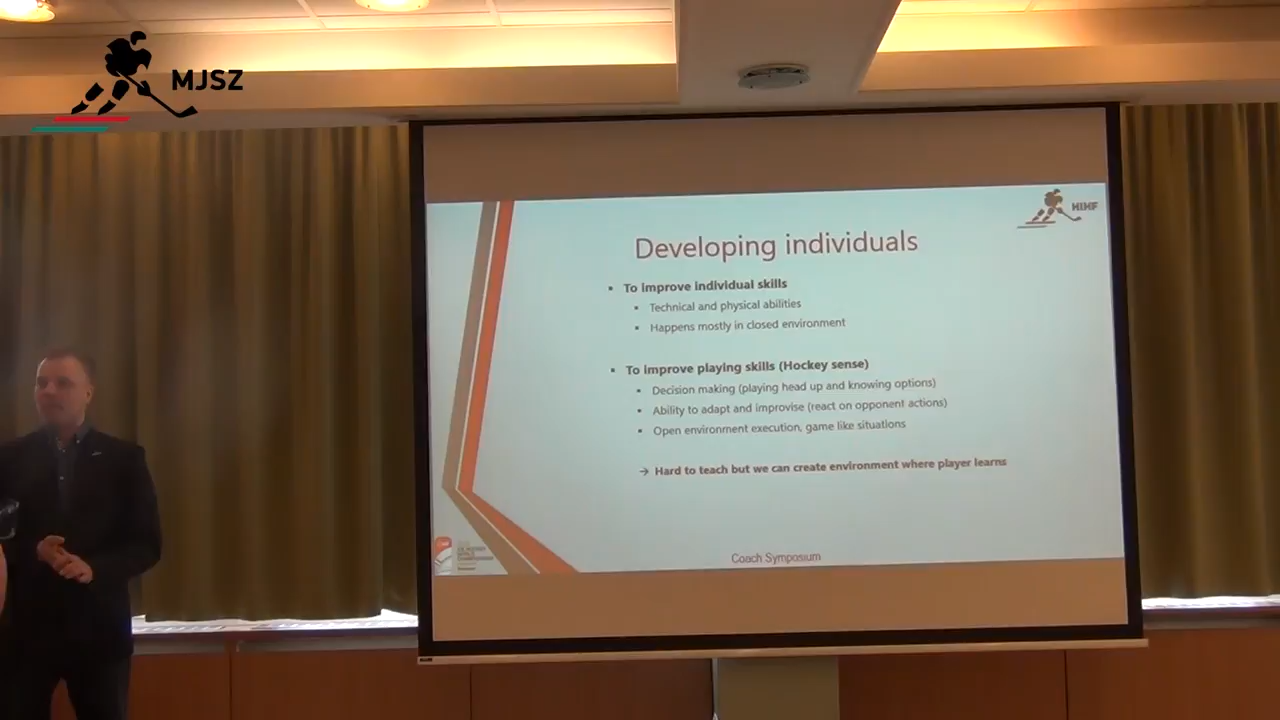 MJSZ
HIHF
Developing individuals
To improve individual skills
Technical and physical abilities
Happens mostly in closed environment
To improve playing skills (Hockey sense)
Decision making (playing head up and knowing options)
Ability to adapt and improvise (react on opponent actions)
Open environment execution, game like situations
→ Hard to teach but we can create environment where player learns
Coach Symposium